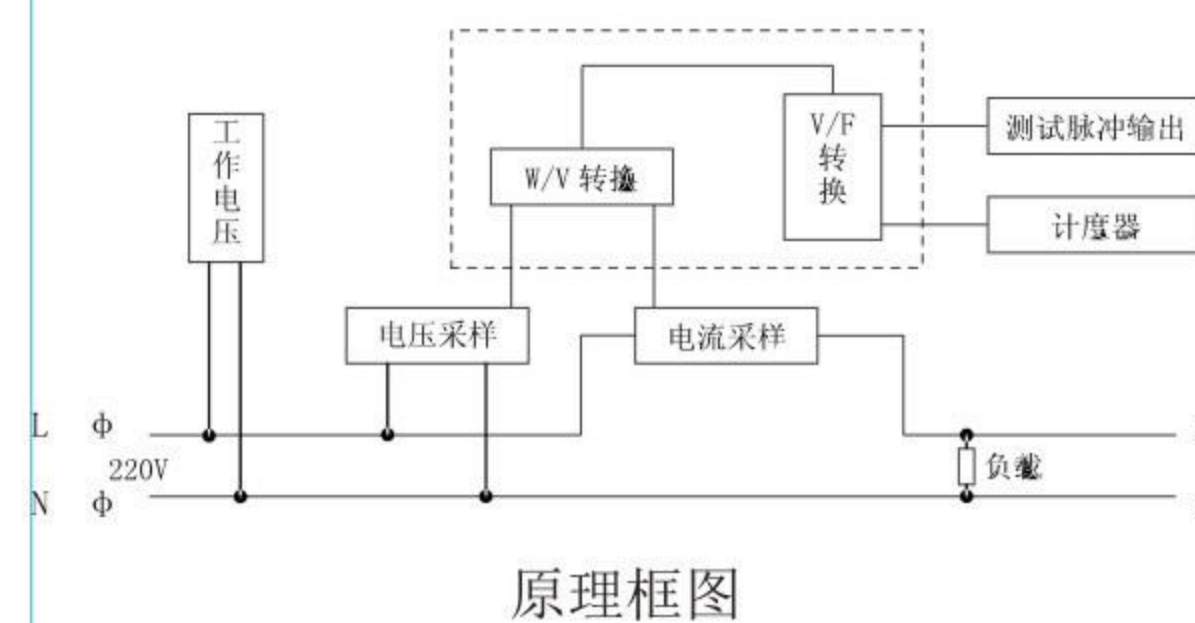 工作电压
W/V 转换
V/F转换
测试脉冲输出
计度器
电压采样
电流采样
L ф
220V
负载
N ф
原理框图